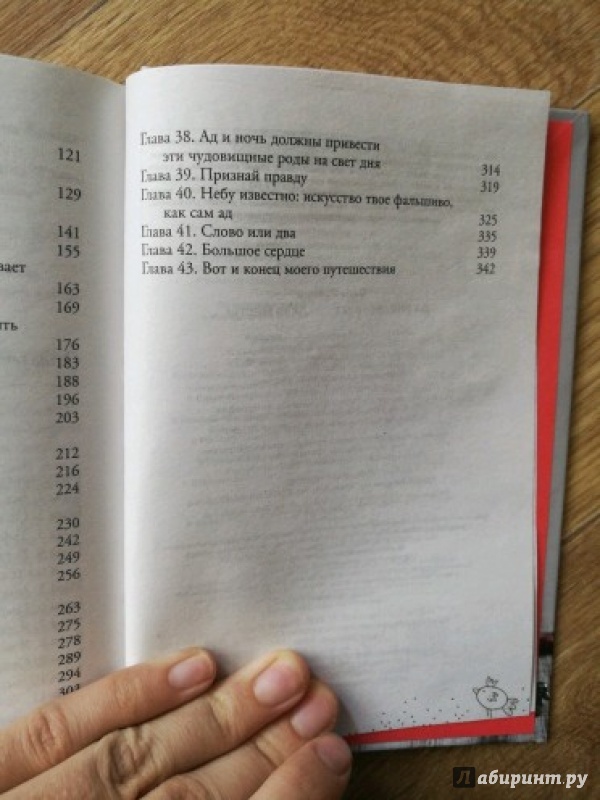 121
129
141
155
вает
163
169
ить
176
183
188
196
203
212
216
224
230
242
249
256
263
275
278
289
294
303
Глава 38. Ад и ночь должны привести
эти чудовищные роды на свет дня 314
Глава 39. Признай правду 319
Глава 40. Небу известно: искусство твое фальшиво,
как сам ад 325
Глава 41. Слово или два 335
Глава 42. Большое сердце 339
Глава 43. Вот и конец моего путешествия 342
Лабиринт.ру